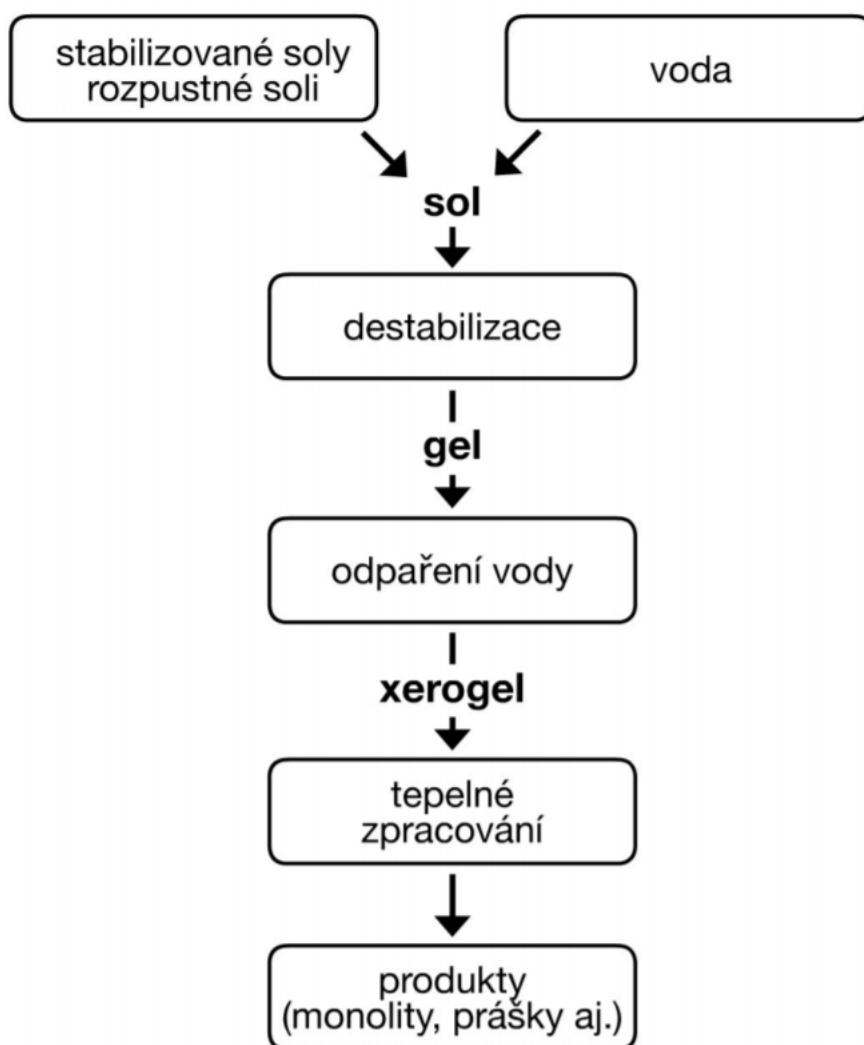 stabilizované soly
rozpustné soli
voda
sol
destabilizace
gel
odpaření vody
xerogel
tepelné
zpracování
produkty
(monolity, prášky aj.)